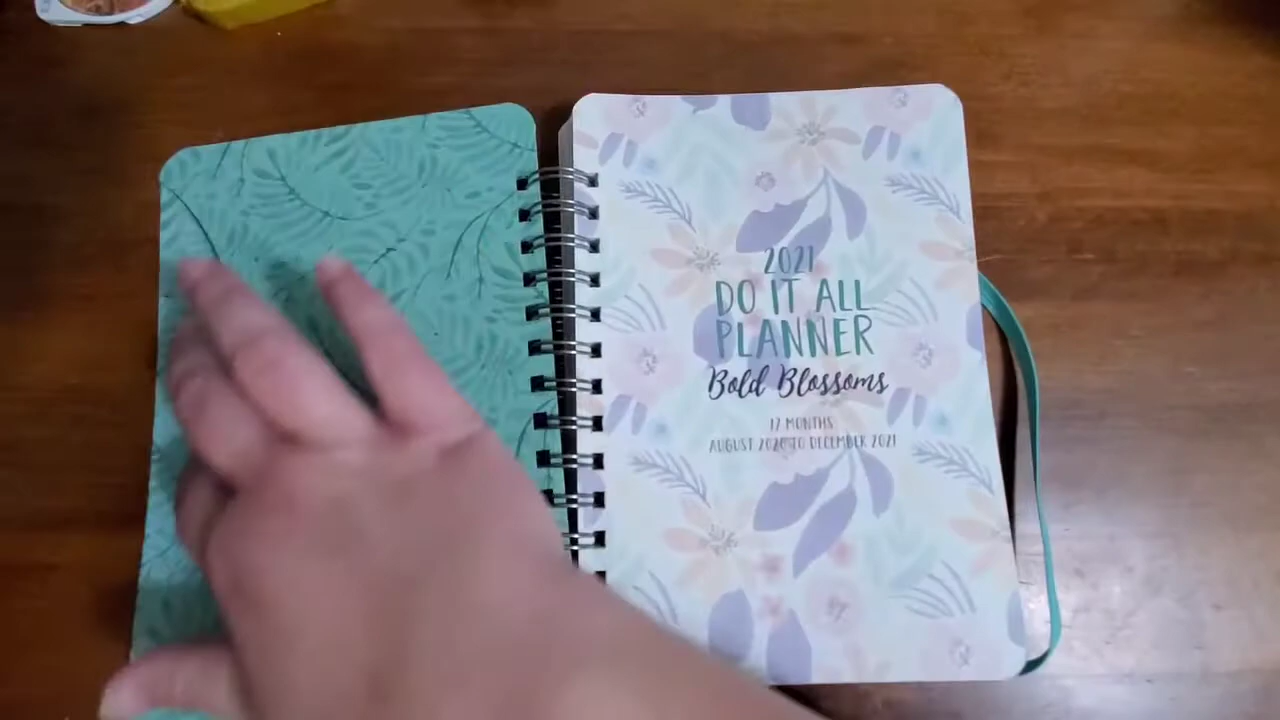 2021
DO IT ALL
PLANNER
Bold Blossoms
17 MONTHS
AUGUST 2020 TO DECEMBER 2021